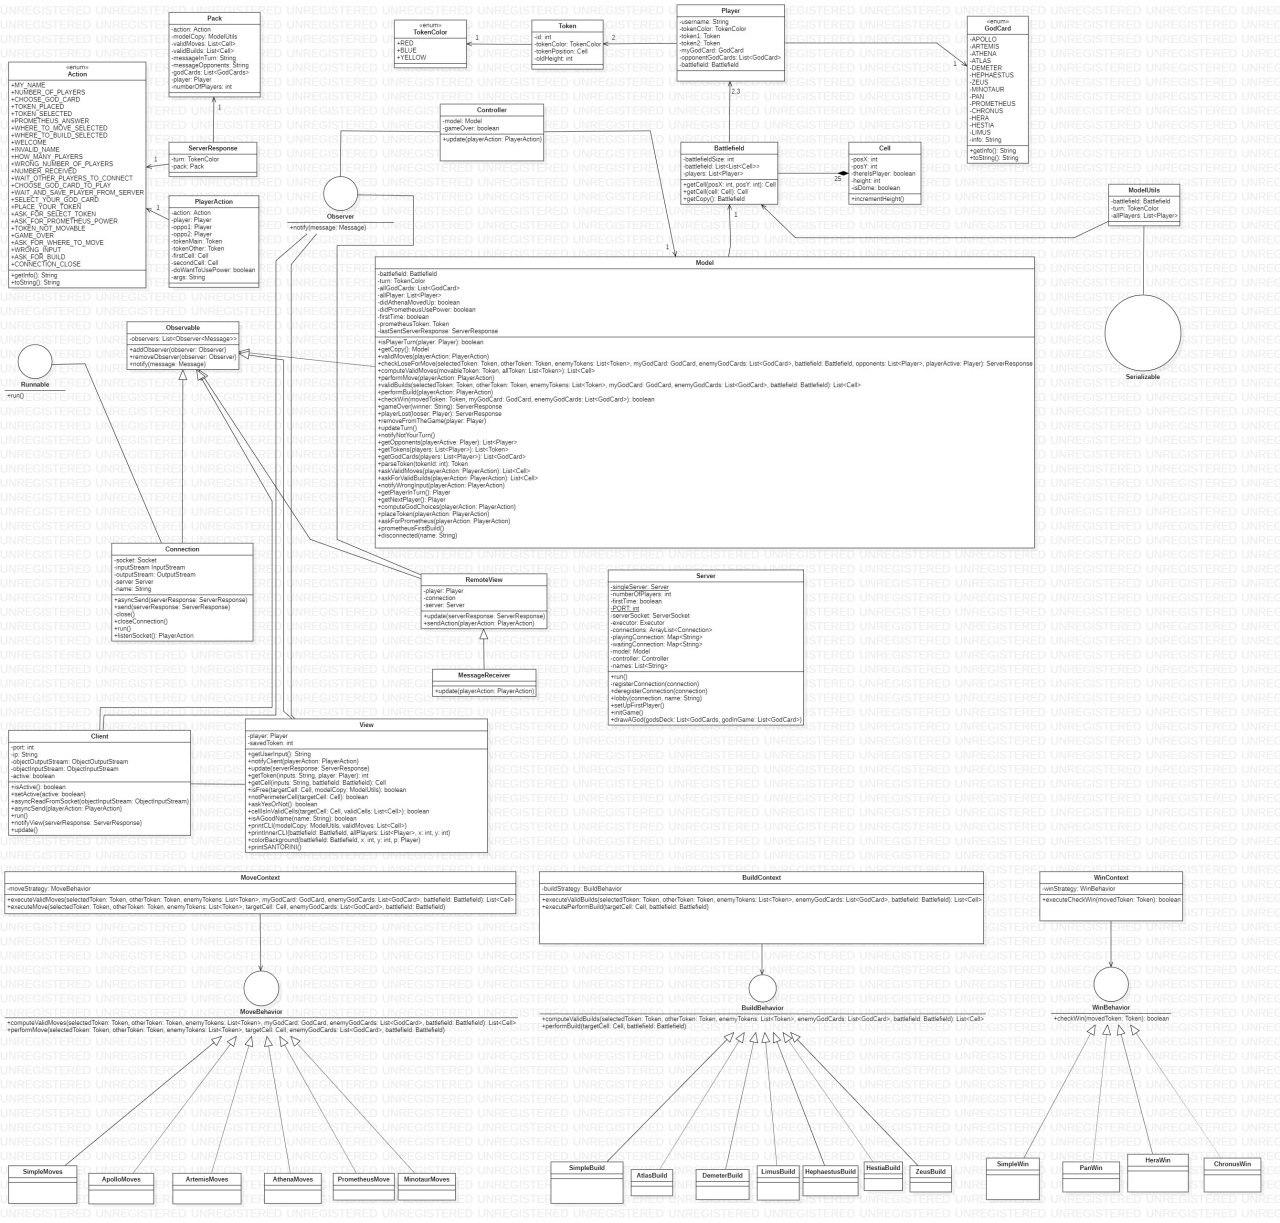 Pack
-action: Action
-modelCopy: ModelUtils
-validMoves: List<Cell>
-validBuilds: List<Cell>
-messageInTurn: String
-messageOpponents: String
-godCards: List<GodCards>
-player: Player
-numberOfPlayers: int
«enum»
TokenColor
+RED
+BLUE
+YELLOW
1
Token
-id: int
-tokenColor: TokenColor
-tokenPosition: Cell
-oldHeight: int
2
Player
-username: String
-tokenColor: TokenColor
-token1: Token
-token2: Token
-myGodCard: GodCard
-opponentGodCards: List<GodCard>
-battlefield: Battlefield
1
«enum»
GodCard
-APOLLO
-ARTEMIS
-ATHENA
-ATLAS
-DEMETER
-HEPHAESTUS
-ZEUS
-MINOTAUR
-PAN
-PROMETHEUS
-CHRONUS
-HERA
-HESTIA
-LIMUS
-info: String
+getInfo(): String
+toString(): String
«enum»
Action
+MY_NAME
+NUMBER_OF_PLAYERS
+CHOOSE_GOD_CARD
+TOKEN_PLACED
+TOKEN_SELECTED
+PROMETHEUS_ANSWER
+WHERE_TO_MOVE_SELECTED
+WHERE_TO_BUILD_SELECTED
+WELCOME
+INVALID_NAME
+HOW_MANY_PLAYERS
+WRONG_NUMBER_OF_PLAYERS
+NUMBER_RECEIVED
+WAIT_OTHER_PLAYERS_TO_CONNECT
+CHOOSE_GOD_CARD_TO_PLAY
+WAIT_AND_SAVE_PLAYER_FROM_SERVER
+SELECT_YOUR_GOD_CARD
+PLACE_YOUR_TOKEN
+ASK_FOR_SELECT_TOKEN
+ASK_FOR_PROMETHEUS_POWER
+TOKEN_NOT_MOVABLE
+GAME_OVER
+ASK_FOR_WHERE_TO_MOVE
+WRONG_INPUT
+ASK_FOR_BUILD
+CONNECTION_CLOSE
+getInfo(): String
+toString(): String
1
ServerResponse
-turn: TokenColor
-pack: Pack
1
PlayerAction
-action: Action
-player: Player
-oppo1: Player
-oppo2: Player
-tokenMain: Token
-tokenOther: Token
-firstCell: Cell
-secondCell: Cell
-doWantToUsePower: boolean
-args: String
1
Controller
-model: Model
-gameOver: boolean
+update(playerAction: PlayerAction)
1
Observer
+notify(message: Message)
2,3
Battlefield
-battlefieldSize: int
-battlefield: List<List<Cell>>
-players: List<Player>
+getCell(posX: int, posY: int): Cell
+getCell(cell: Cell): Cell
+getCopy(): Battlefield
25
Cell
-posX: int
-posY: int
-thereIsPlayer: boolean
-height: int
-isDome: boolean
+incrementHeight()
1
ModelUtils
-battlefield: Battlefield
-turn: TokenColor
-allPlayers: List<Player>
Serializable
Model
-battlefield: Battlefield
-turn: TokenColor
-allGodCards: List<GodCard>
-allPlayer: List<Player>
-didAthenaMovedUp: boolean
-didPrometheusUsePower: boolean
-firstTime: boolean
-prometheusToken: Token
-lastSentServerResponse: ServerResponse
+isPlayerTurn(player: Player): boolean
+getCopy(): Model
+validMoves(playerAction: PlayerAction)
+checkLoseForMove(selectedToken: Token, otherToken: Token, enemyTokens: List<Token>, myGodCard: GodCard, enemyGodCards: List<GodCard>, battlefield: Battlefield, opponents: List<Player>, playerActive: Player): ServerResponse
+computeValidMoves(movableToken: Token, allToken: List<Token>): List<Cell>
+performMove(playerAction: PlayerAction)
+validBuilds(selectedToken: Token, otherToken: Token, enemyTokens: List<Token>, myGodCard: GodCard, enemyGodCards: List<GodCard>, battlefield: Battlefield): List<Cell>
+performBuild(playerAction: PlayerAction)
+checkWin(movedToken: Token, myGodCard: GodCard, enemyGodCards: List<GodCard>): boolean
+gameOver(winner: String): ServerResponse
+playerLost(looser: Player): ServerResponse
+removeFromTheGame(player: Player)
+updateTurn()
+notifyNotYourTurn()
+getOpponents(playerActive: Player): List<Player>
+getTokens(players: List<Player>): List<Token>
+getGodCards(players: List<Player>): List<GodCard>
+parseToken(tokenId: int): Token
+askValidMoves(playerAction: PlayerAction): List<Cell>
+askForValidBuilds(playerAction: PlayerAction): List<Cell>
+notifyWrongInput(playerAction: PlayerAction)
+getPlayerInTurn(): Player
+getNextPlayer(): Player
+computeGodChoices(playerAction: PlayerAction)
+placeToken(playerAction: PlayerAction)
+askForPrometheus(playerAction: PlayerAction)
+prometheusFirstBuild()
+disconnected(name: String)
Observable
-observers: List<Observer<Message>>
+addObserver(observer: Observer)
+removeObserver(observer: Observer)
+notify(message: Message)
Runnable
+run()
Connection
-socket: Socket
-inputStream InputStream
-outputStream: OutputStream
-server Server
-name: String
+asyncSend(serverResponse: ServerResponse)
+send(serverResponse: ServerResponse)
-close()
+closeConnection()
+run()
+listenSocket(): PlayerAction
RemoteView
-player: Player
-connection
-server: Server
+update(serverResponse: ServerResponse)
+sendAction(playerAction: PlayerAction)
MessageReceiver
+update(playerAction: PlayerAction)
Server
-singleServer: Server
-numberOfPlayers: int
-firstTime: boolean
-PORT: int
-serverSocket: ServerSocket
-executor: Executor
-connections: ArrayList<Connection>
-playingConnection: Map<String>
-waitingConnection: Map<String>
-model: Model
-controller: Controller
-names: List<String>
+run()
-registerConnection(connection)
+deregisterConnection(connection)
+lobby(connection, name: String)
+setUpFirstPlayer()
+initGame()
+drawAGod(godsDeck: List<GodCards, godInGame: List<GodCard>)
Client
-port: int
-ip: String
-objectOutputStream: ObjectOutputStream
-objectInputStream: ObjectInputStream
-active: boolean
+isActive(): boolean
+setActive(active: boolean)
+asyncReadFromSocket(objectInputStream: ObjectInputStream)
+asyncSend(playerAction: PlayerAction)
+run()
+notifyView(serverResponse: ServerResponse)
+update()
View
-player: Player
-savedToken: int
+getUserInput(): String
+notifyClient(playerAction: PlayerAction)
+update(serverResponse: ServerResponse)
+getToken(inputs: String, player: Player): int
+getCell(inputs: String, battlefield: Battlefield): Cell
+isFree(targetCell: Cell, modelCopy: ModelUtils): boolean
+notPerimeterCell(targetCell: Cell): boolean
+askYesOrNot(): boolean
+cellIsInValidCells(targetCell: Cell, validCells: List<Cell>): boolean
+isAGoodName(name: String): boolean
+printCLI(modelCopy: ModelUtils, validMoves: List<Cell>)
+printInnerCLI(battlefield: Battlefield, allPlayers: List<Player>, x: int, y: int)
+colorBackground(battlefield: Battlefield, x: int, y: int, p: Player)
+printSANTORINI()
MoveContext
-moveStrategy: MoveBehavior
+executeValidMoves(selectedToken: Token, otherToken: Token, enemyTokens: List<Token>, myGodCard: GodCard, enemyGodCards: List<GodCard>, battlefield: Battlefield): List<Cell>
+executeMove(selectedToken: Token, otherToken: Token, enemyTokens: List<Token>, targetCell: Cell, enemyGodCards: List<GodCard>, battlefield: Battlefield)
BuildContext
-buildStrategy: BuildBehavior
+executeValidBuilds(selectedToken: Token, otherToken: Token, enemyTokens: List<Token>, enemyGodCards: List<GodCard>, battlefield: Battlefield): List<Cell>
+executePerformBuild(targetCell: Cell, battlefield: Battlefield)
WinContext
-winStrategy: WinBehavior
+executeCheckWin(movedToken: Token): boolean
MoveBehavior
+computeValidMoves(selectedToken: Token, otherToken: Token, enemyTokens: List<Token>, myGodCard: GodCard, enemyGodCards: List<GodCard>, battlefield: Battlefield): List<Cell>
+performMove(selectedToken: Token, otherToken: Token, enemyTokens: List<Token>, targetCell: Cell, enemyGodCards: List<GodCard>, battlefield: Battlefield)
BuildBehavior
+computeValidBuilds(selectedToken: Token, otherToken: Token, enemyTokens: List<Token>, enemyGodCards: List<GodCard>, battlefield: Battlefield): List<Cell>
+performBuild(targetCell: Cell, battlefield: Battlefield)
WinBehavior
+checkWin(movedToken: Token): boolean
SimpleMoves
ApolloMoves
ArtemisMoves
AthenaMoves
PrometheusMove
MinotaurMoves
SimpleBuild
AtlasBuild
DemeterBuild
LimusBuild
HephaestusBuild
HestiaBuild
ZeusBuild
SimpleWin
PanWin
HeraWin
ChronusWin